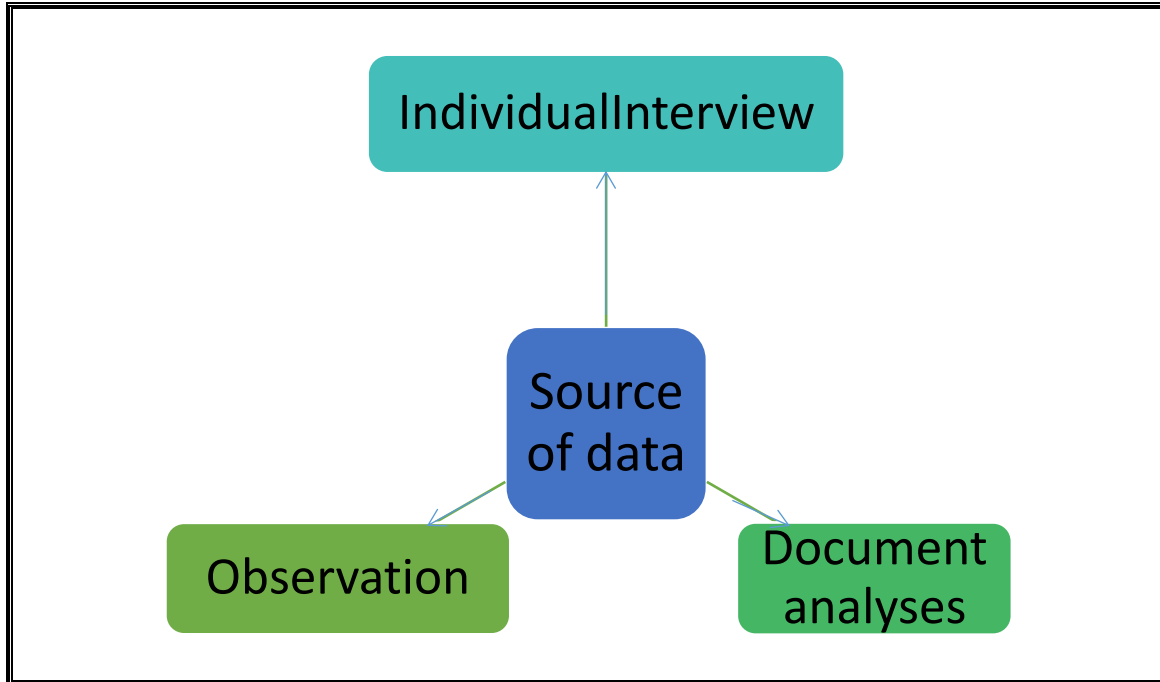 IndividualInterview
Source
of data
Observation
Document
analyses